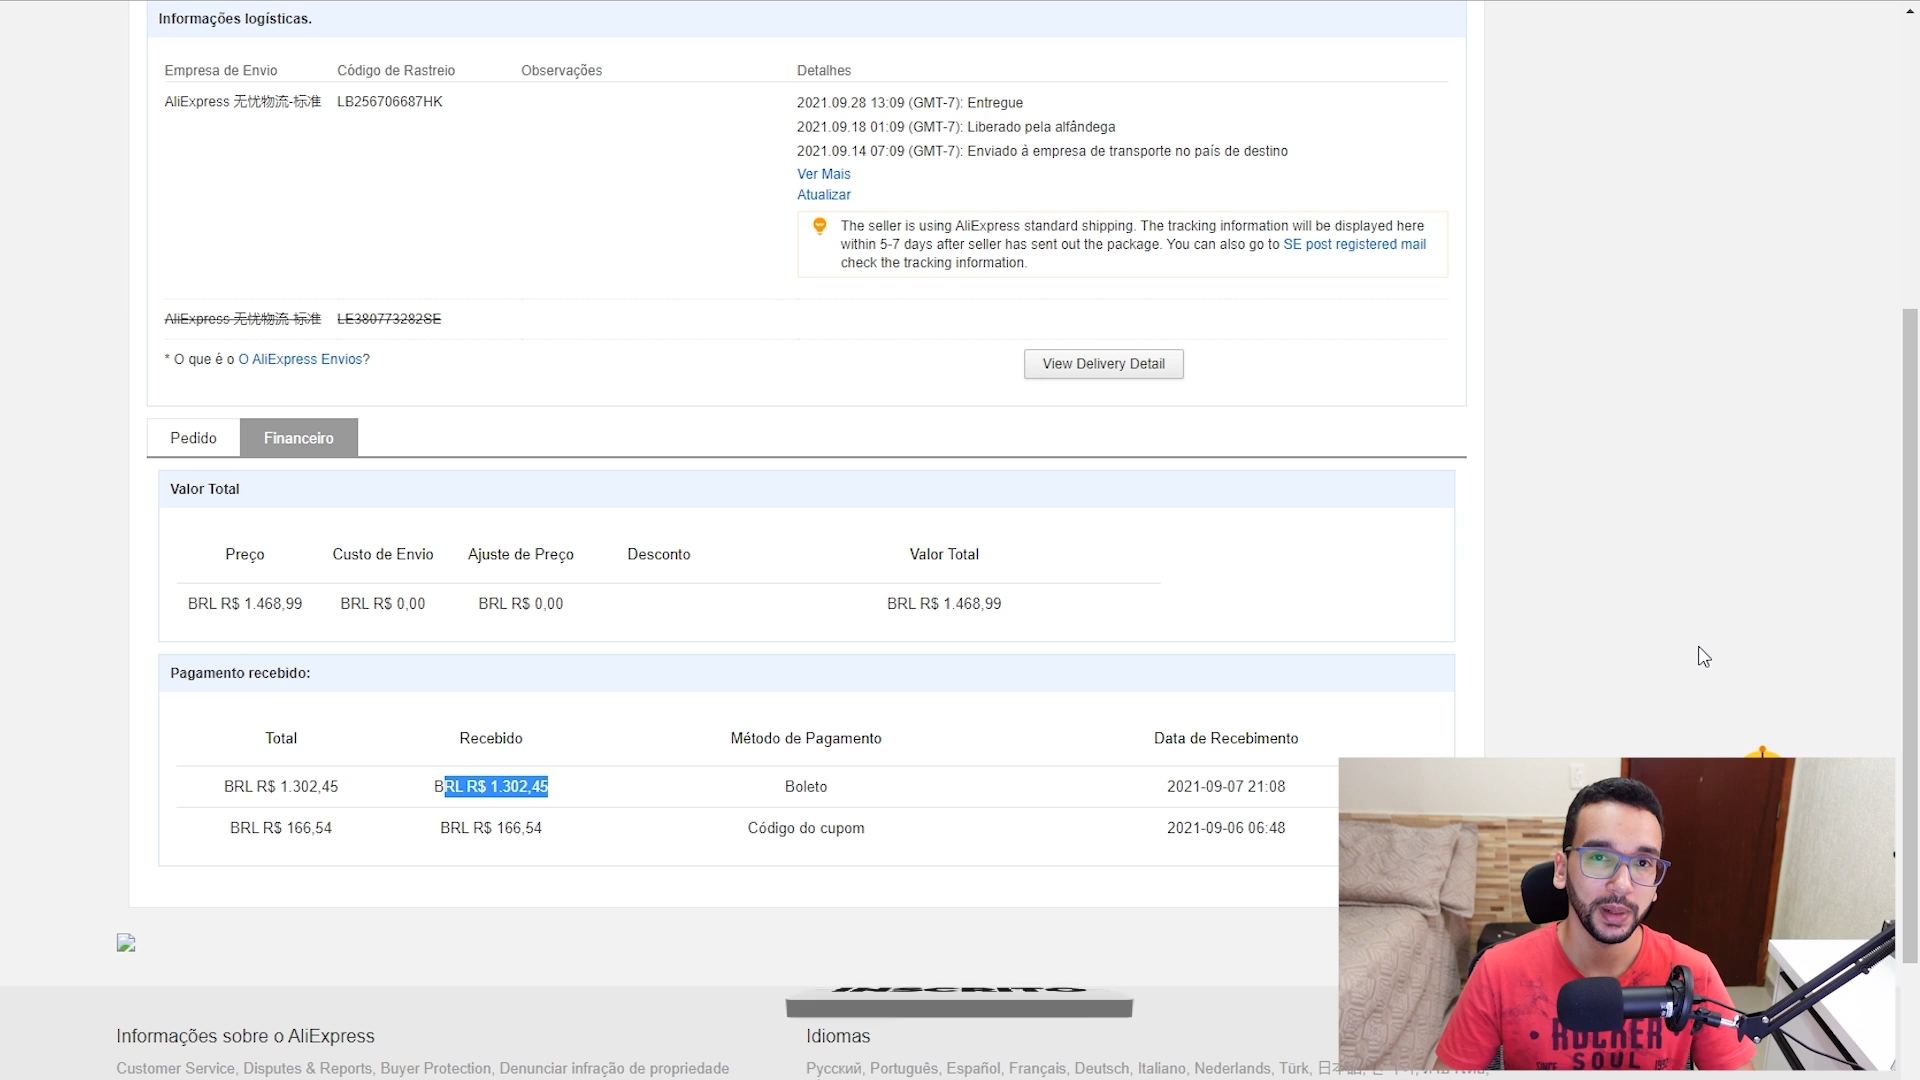 Informações logísticas.
Empresa de Envio Código de Rastreio Observações Detalhes
AliExpress 无忧物流-标准 LB256706687HK
2021.09.28 13:09 (GMT-7): Entregue
2021.09.18 01:09 (GMT-7): Liberado pela alfândega
2021.09.14 07:09 (GMT-7): Enviado à empresa de transporte no país de destino
Ver Mais
Atualizar
The seller is using AliExpress standard shipping. The tracking information will be displayed here
within 5-7 days after seller has sent out the package. You can also go to SE post registered mail
check the tracking information.
AliExpress 无忧物流-标准 LE380773282SE
* O que é o O AliExpress Envios?
View Delivery Detail
Pedido Financeiro
Valor Total
Preço Custo de Envio Ajuste de Preço Desconto Valor Total
BRL R$ 1.468,99 BRL R$ 0,00 BRL R$ 0,00 BRL R$ 1.468,99
Pagamento recebido:
Total Recebido Método de Pagamento Data de Recebimento
BRL R$ 1.302,45 BRL R$ 1.302,45 Boleto 2021-09-07 21:08
BRL R$ 166,54 BRL R$ 166,54 Código do cupom 2021-09-06 06:48
INSCRITO
Informações sobre o AliExpress
Idiomas
Customer Service, Disputes & Reports, Buyer Protection, Denunciar infração de propriedade
Русский, Português, Español, Français, Deutsch, Italiano, Nederlands, Türk,
ROCKER
SINCE SOUL